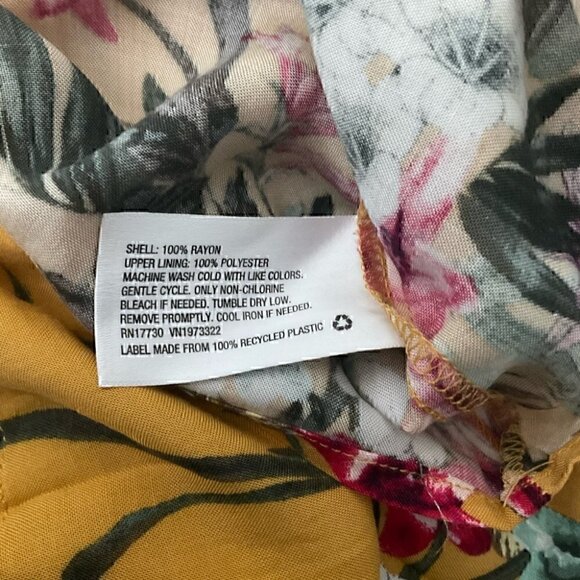 SHELL: 100% RAYON
UPPER LINING: 100% POLYESTER
MACHINE WASH COLD WITH LIKE COLORS.
GENTLE CYCLE. ONLY NON-CHLORINE
BLEACH IF NEEDED. TUMBLE DRY LOW.
REMOVE PROMPTLY. COOL IRON IF NEEDED.
RN17730 VN1973322
LABEL MADE FROM 100% RECYCLED PLASTIC